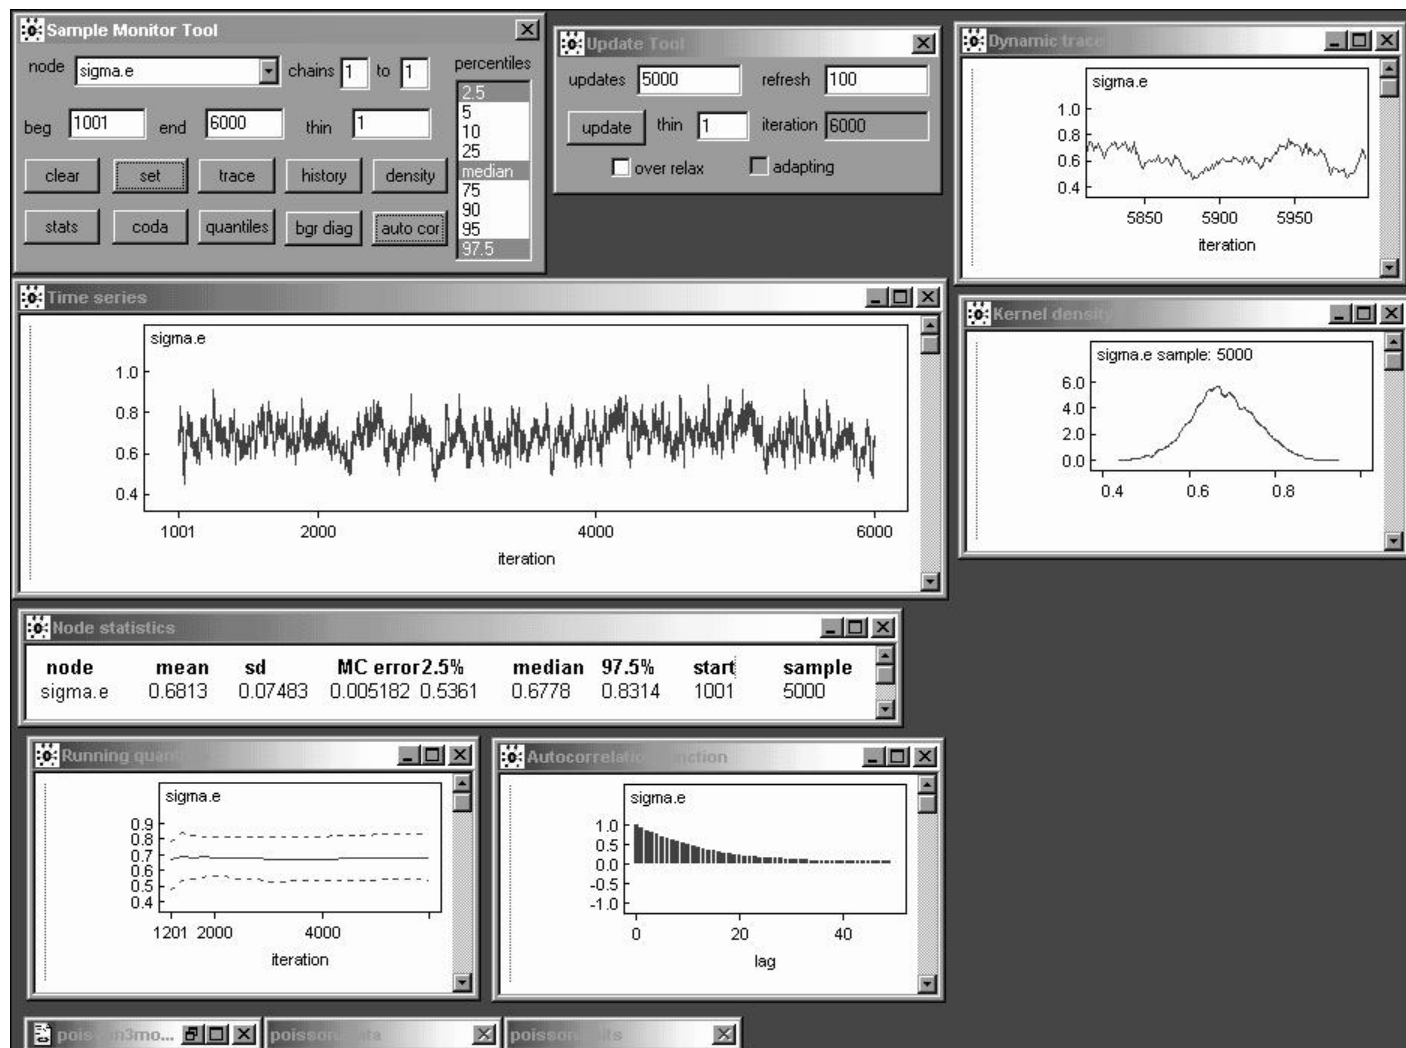 Sample Monitor Tool
node sigma.e chains 1 to 1 percentiles
2.5
5
10
25
median
75
90
95
97.5
beg 1001 end 6000 thin 1
clear set trace history density
stats coda quantiles bgr diag auto cor
Update Tool
updates 5000 refresh 100
update thin 1 iteration 6000
over relax adapting
Dynamic trace
sigma.e
1.0
0.8
0.6
0.4
5850 5900 5950
iteration
Time series
sigma.e
1.0
0.8
0.6
0.4
1001 2000 4000 6000
iteration
Kernel density
sigma.e sample: 5000
6.0
4.0
2.0
0.0
0.4 0.6 0.8
Node statistics
node mean sd MC error 2.5% median 97.5% start sample
sigma.e 0.6813 0.07483 0.005182 0.5361 0.6778 0.8314 1001 5000
Running
sigma.e
0.9
0.8
0.7
0.6
0.5
0.4
1201 2000 4000
iteration
sigma.e
1.0
0.5
0.0
-0.5
-1.0
0 20 40
lag